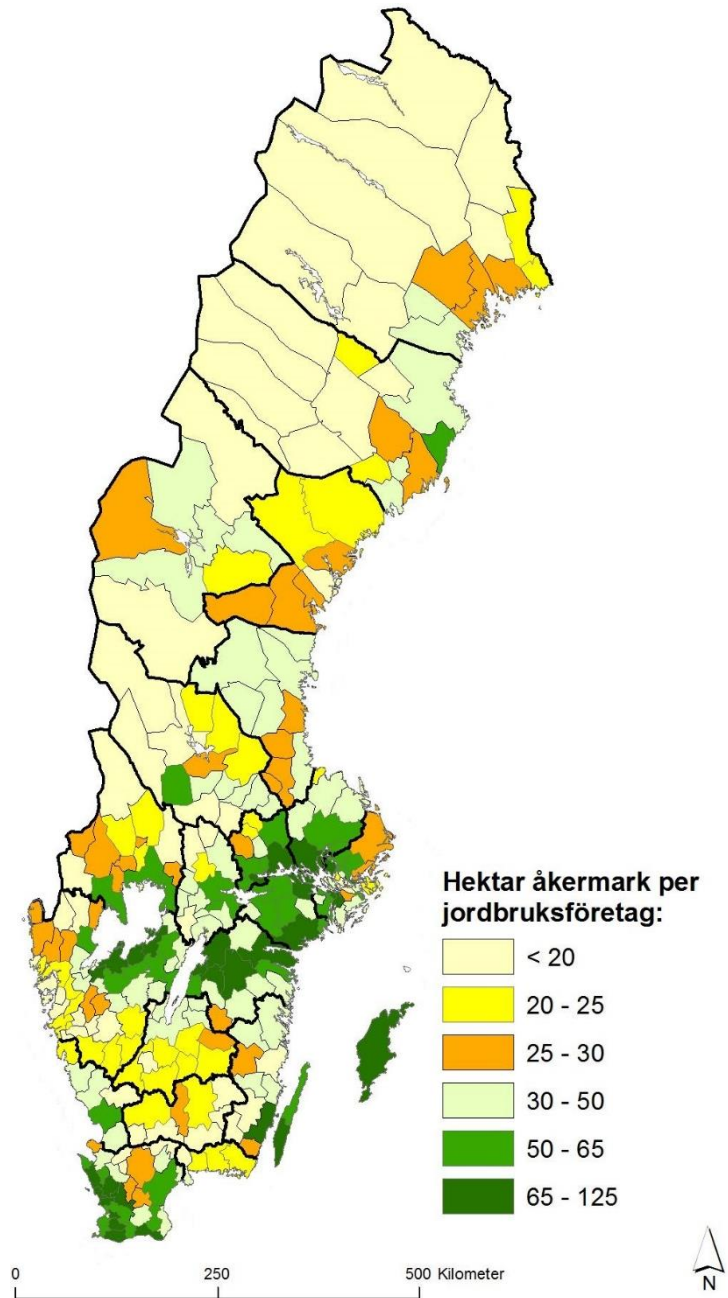 Hektar åkermark per
jordbruksföretag:
< 20
20 - 25
25 - 30
30 - 50
50 - 65
65 - 125
0 250 500 Kilometer
N